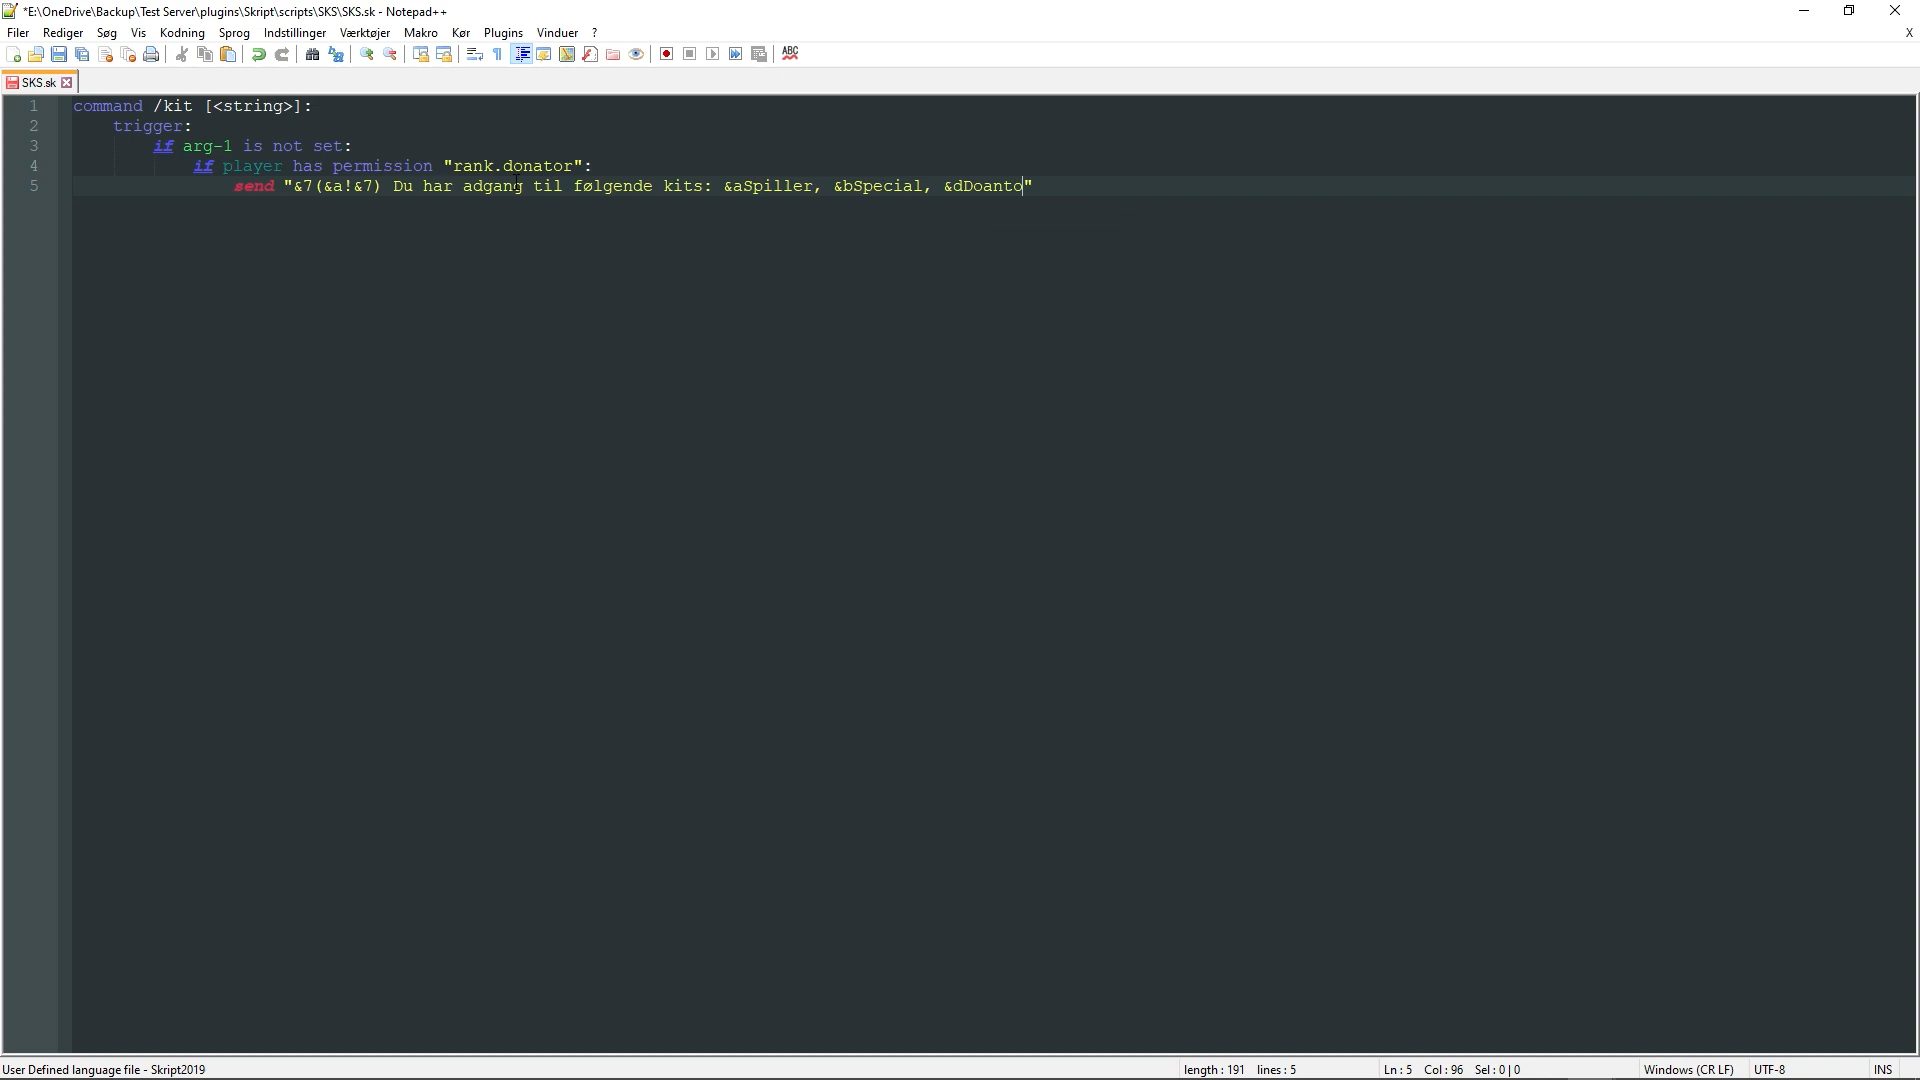 *E:\OneDrive\Backup\Test Server\plugins\Skript\scripts\SKS\SKS.sk - Notepad++
Filer Rediger Søg Vis Kodning Sprog Indstillinger Værktøjer Makro Kør Plugins Vinduer ? X
ABC
SKS.sk
1 command /kit [<string>]:
2 trigger:
3 if arg-1 is not set:
4 if player has permission "rank.donator":
5 send "&7(&a!&7) Du har adgang til følgende kits: &aSpiller, &bSpecial, &dDoanto"
User Defined language file - Skript2019 length : 191 lines : 5 Ln : 5 Col : 96 Sel : 0 | 0 Windows (CR LF) UTF-8 INS